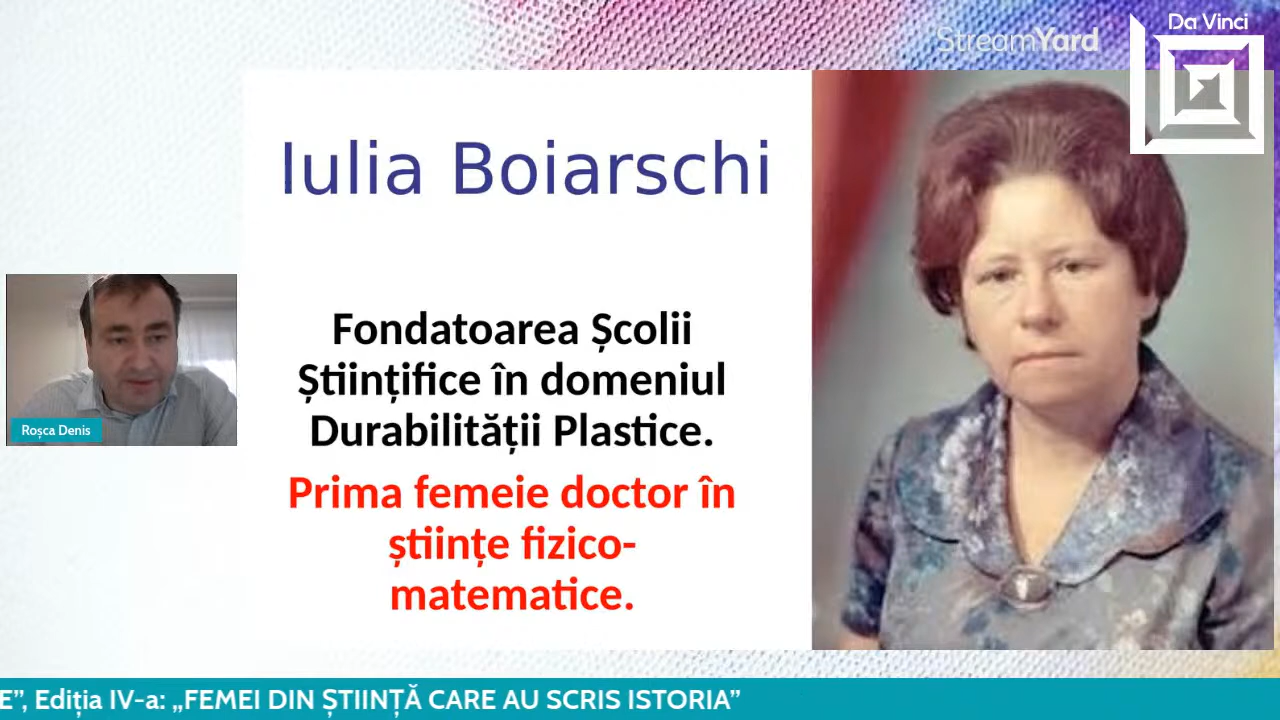 StreamYard
Da Vinci
Iulia Boiarschi
Fondatoarea Școlii
Științifice în domeniul
Durabilității Plastice.
Prima femeie doctor în
științe fizico-
matematice.
Roșca Denis
E”, Ediția IV-a: „FEMEI DIN ȘTIINȚĂ CARE AU SCRIS ISTORIA”